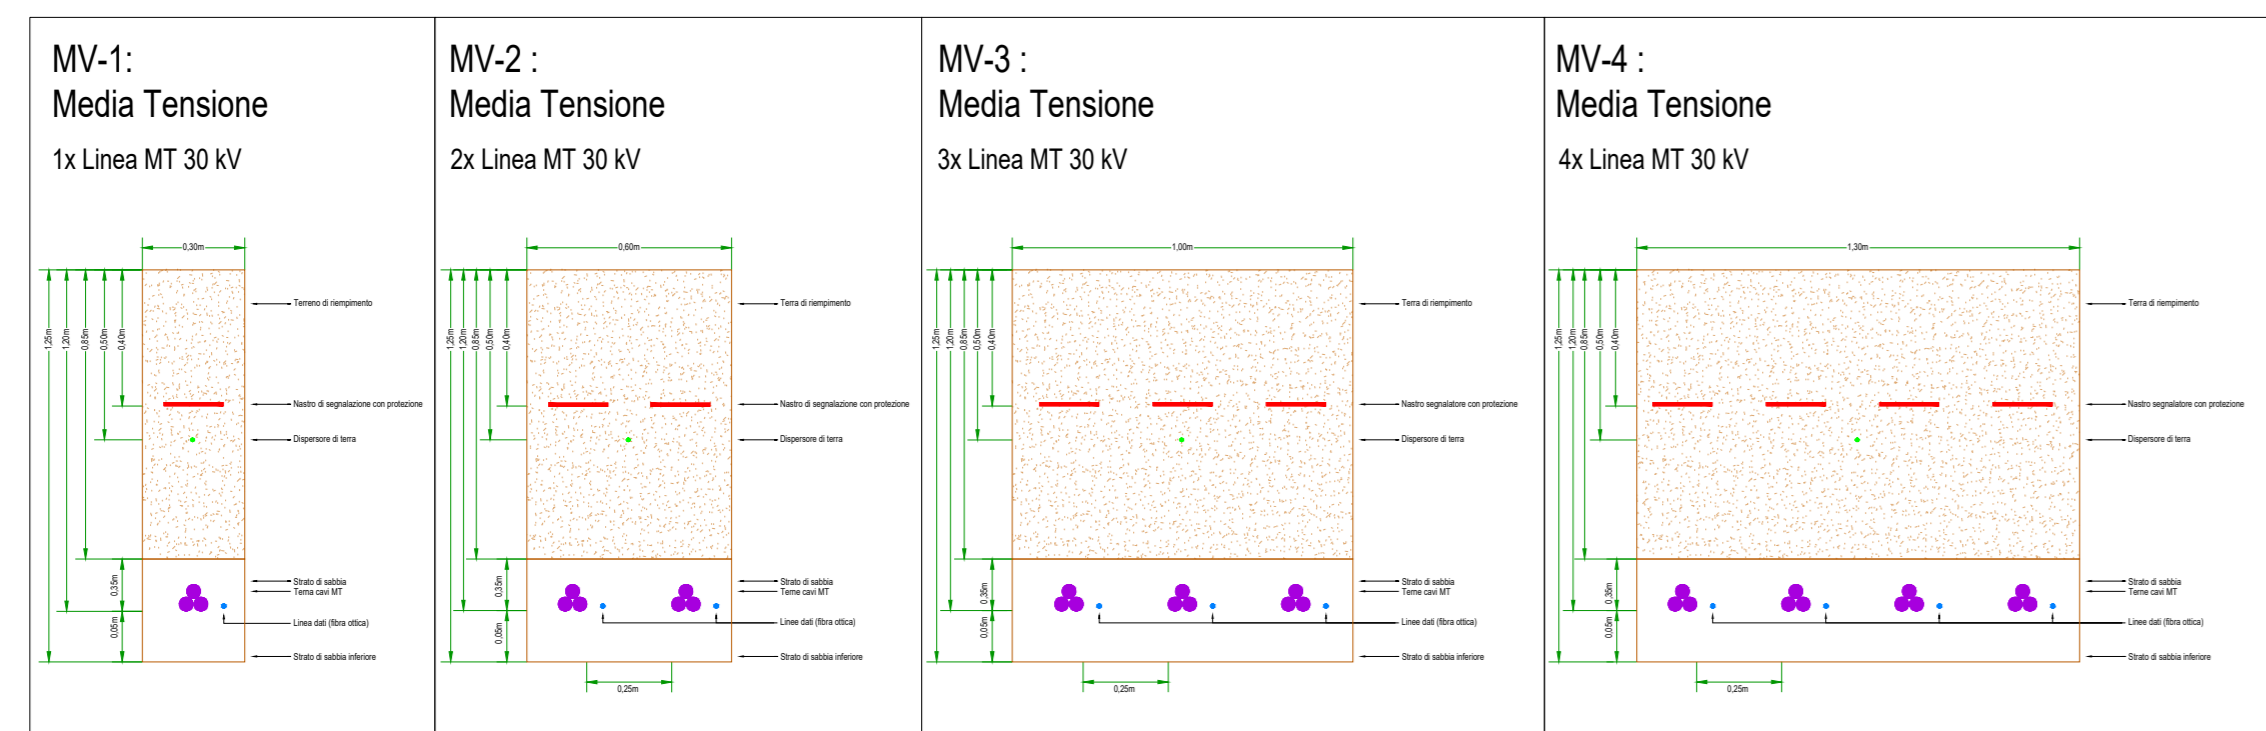 MV-1:
Media Tensione
1x Linea MT 30 kV
0,30m
1,25m
1,20m
0,85m
0,50m
0,40m
Terreno di riempimento
Nastro di segnalazione con protezione
Dispersore di terra
0,35m
0,05m
Strato di sabbia
Terna cavi MT
Linea dati (fibra ottica)
Strato di sabbia inferiore
MV-2 :
Media Tensione
2x Linea MT 30 kV
0,60m
1,25m
1,20m
0,85m
0,50m
0,40m
Terra di riempimento
Nastro di segnalazione con protezione
Dispersore di terra
0,35m
0,05m
Strato di sabbia
Terne cavi MT
Linee dati (fibra ottica)
Strato di sabbia inferiore
0,25m
MV-3 :
Media Tensione
3x Linea MT 30 kV
1,00m
1,25m
1,20m
0,85m
0,50m
0,40m
Terra di riempimento
Nastro segnalatore con protezione
Dispersore di terra
0,35m
0,05m
Strato di sabbia
Terne cavi MT
Linee dati (fibra ottica)
Strato di sabbia inferiore
0,25m
MV-4 :
Media Tensione
4x Linea MT 30 kV
1,30m
1,25m
1,20m
0,85m
0,50m
0,40m
Terra di riempimento
Nastro segnalatore con protezione
Dispersore di terra
0,35m
0,05m
Strato di sabbia
Terne cavi MT
Linee dati (fibra ottica)
Strato di sabbia inferiore
0,25m